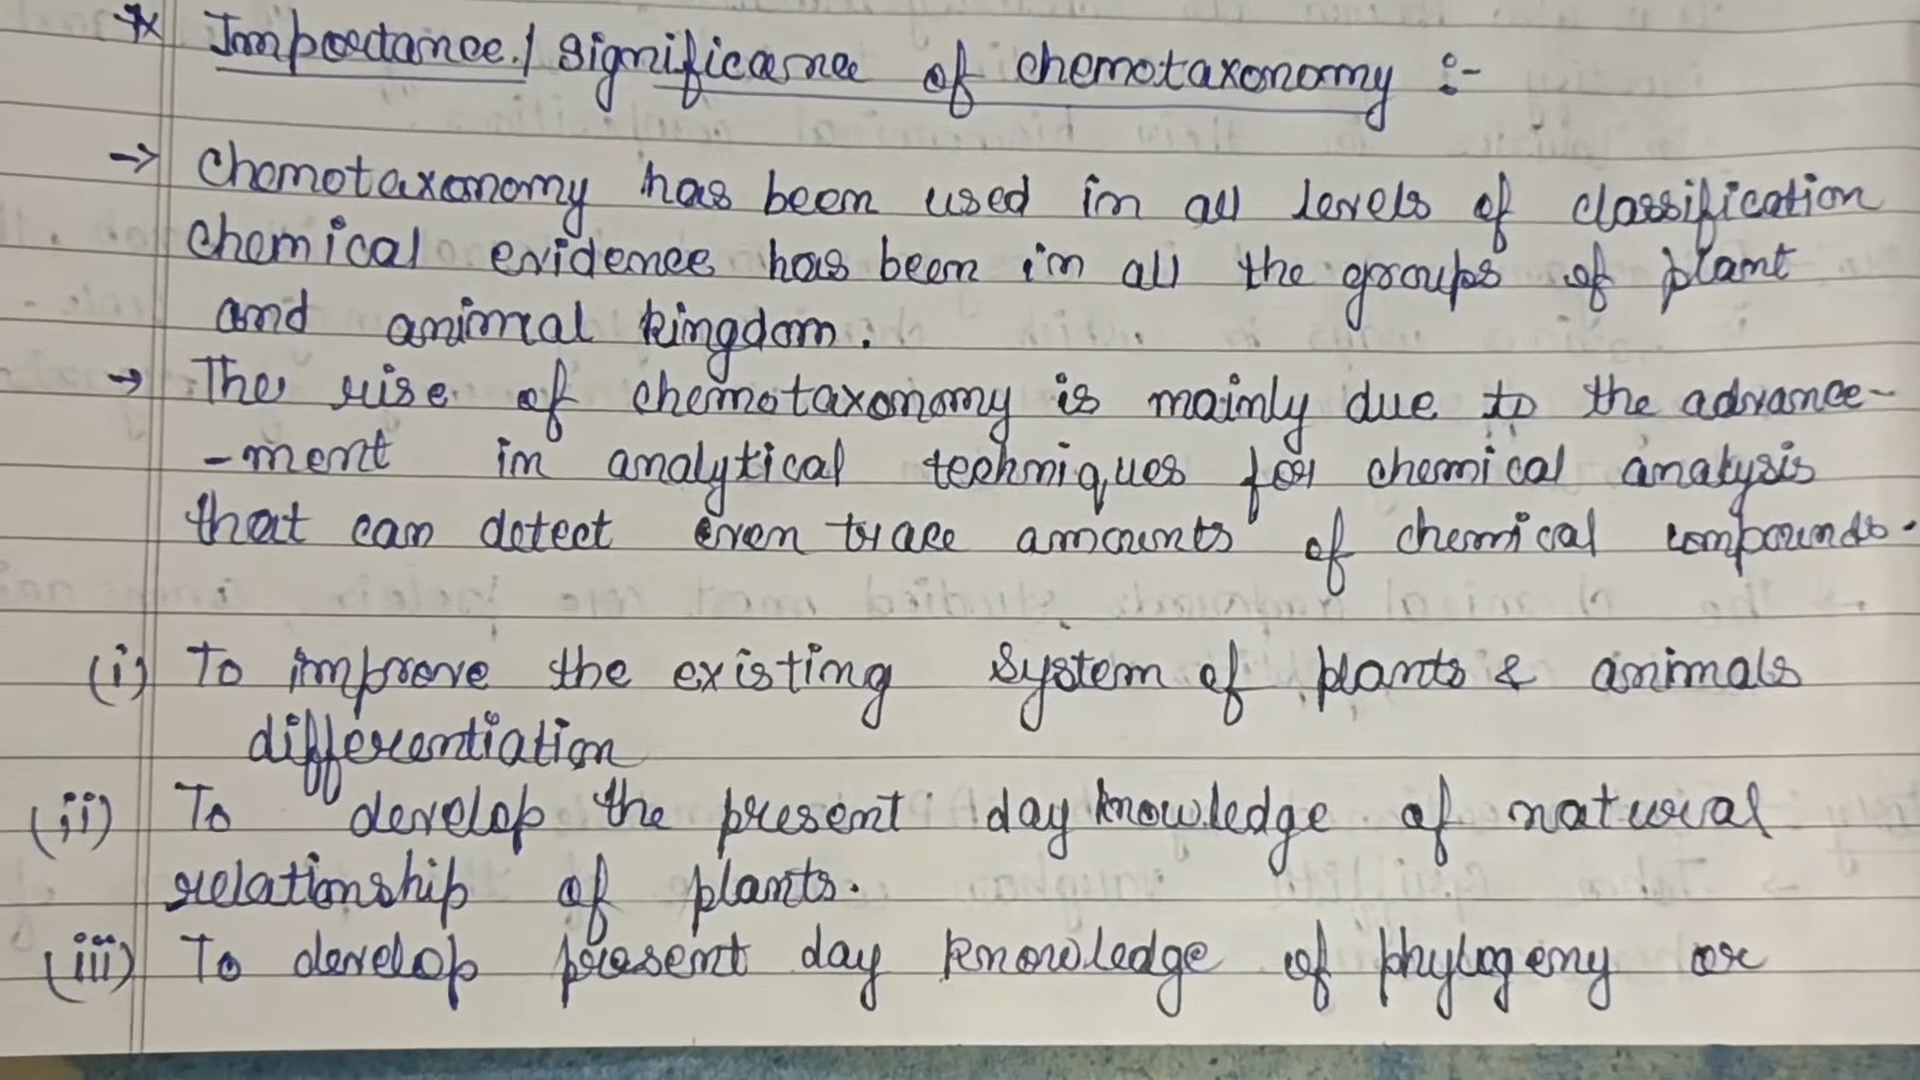 * Importance / significance of chemotaxonomy :-
→ Chemotaxonomy has been used in all levels of classification
chemical evidence has been in all the groups of plant
and animal kingdom.
→ The rise of chemotaxonomy is mainly due to the advance-
-ment in analytical techniques for chemical analysis
that can detect even trace amounts of chemical compounds.
(i) To improve the existing system of plants & animals
differentiation
(ii) To develop the present day knowledge of natural
relationship of plants.
(iii) To develop present day knowledge of phylogeny or